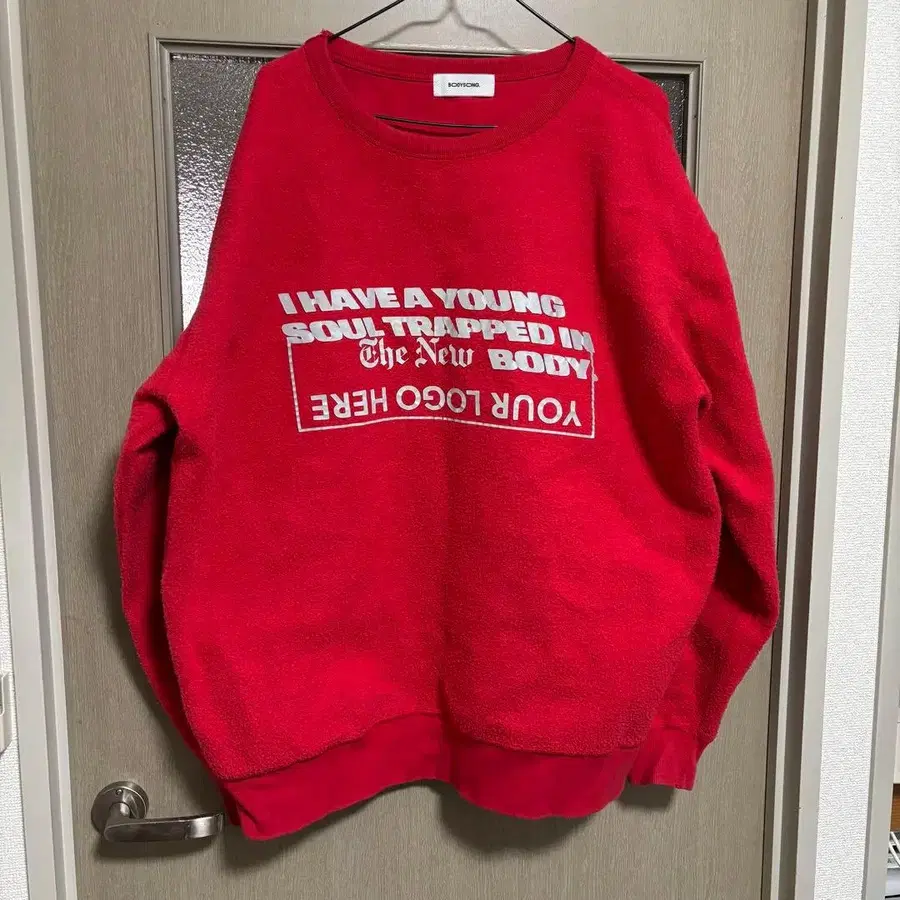 BODYSONG.
I HAVE A YOUNG
SOUL TRAPPED IN
The New BODY
YOUR LOGO HERE